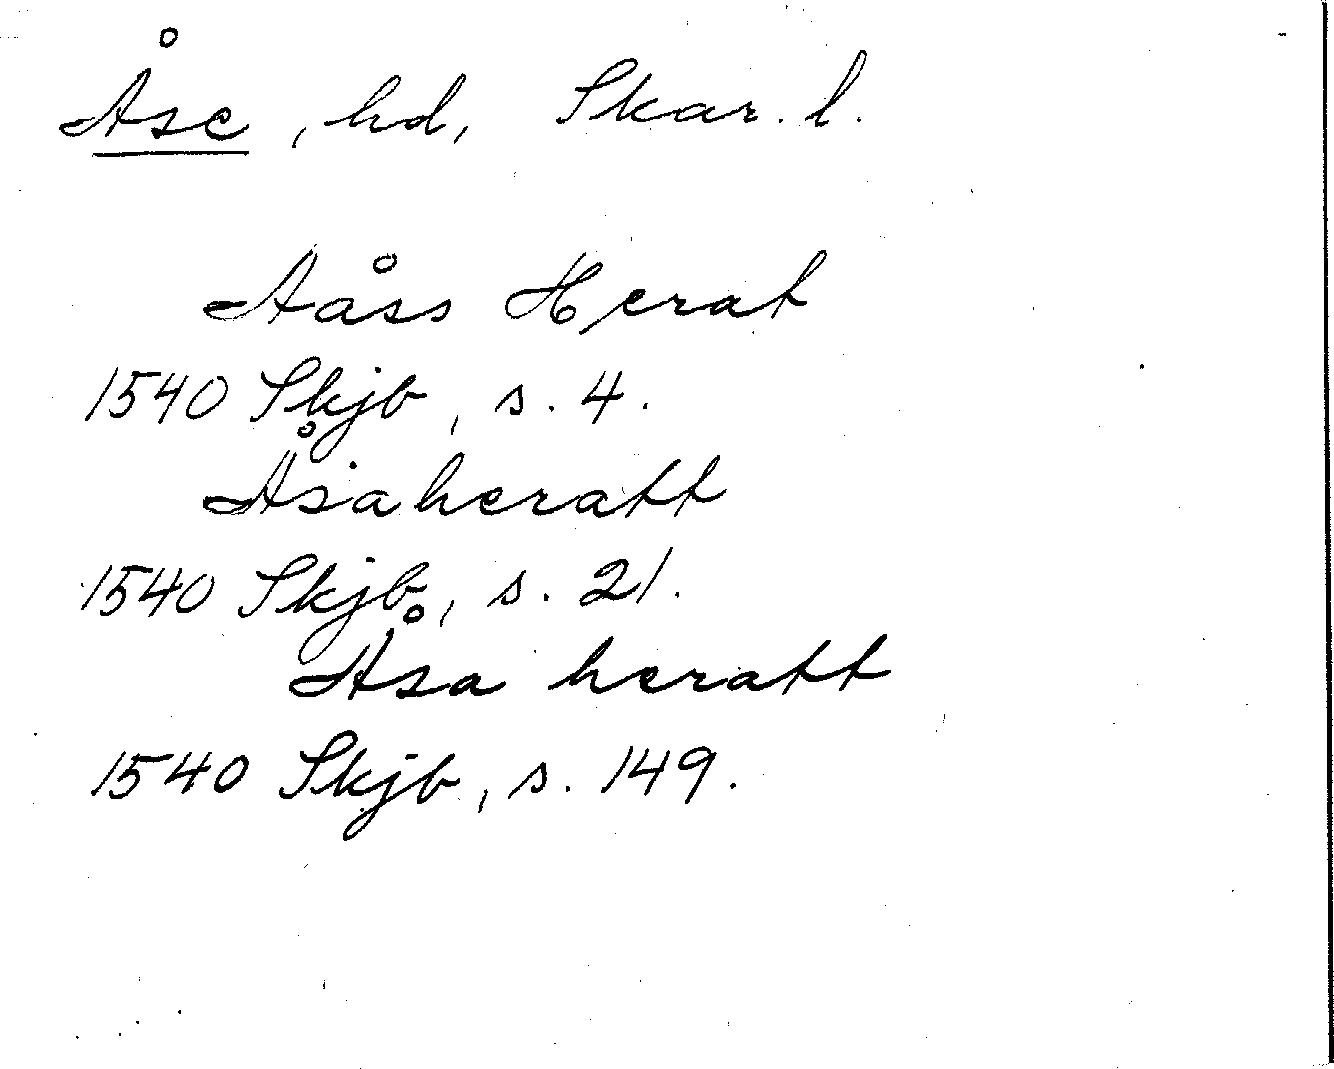 Åse, hd, Skar. l.
Aåss Herat
1540 Skjb, s. 4.
Åsaheratt
1540 Skjb, s. 21.
Åsa heratt
1540 Skjb, s. 149.